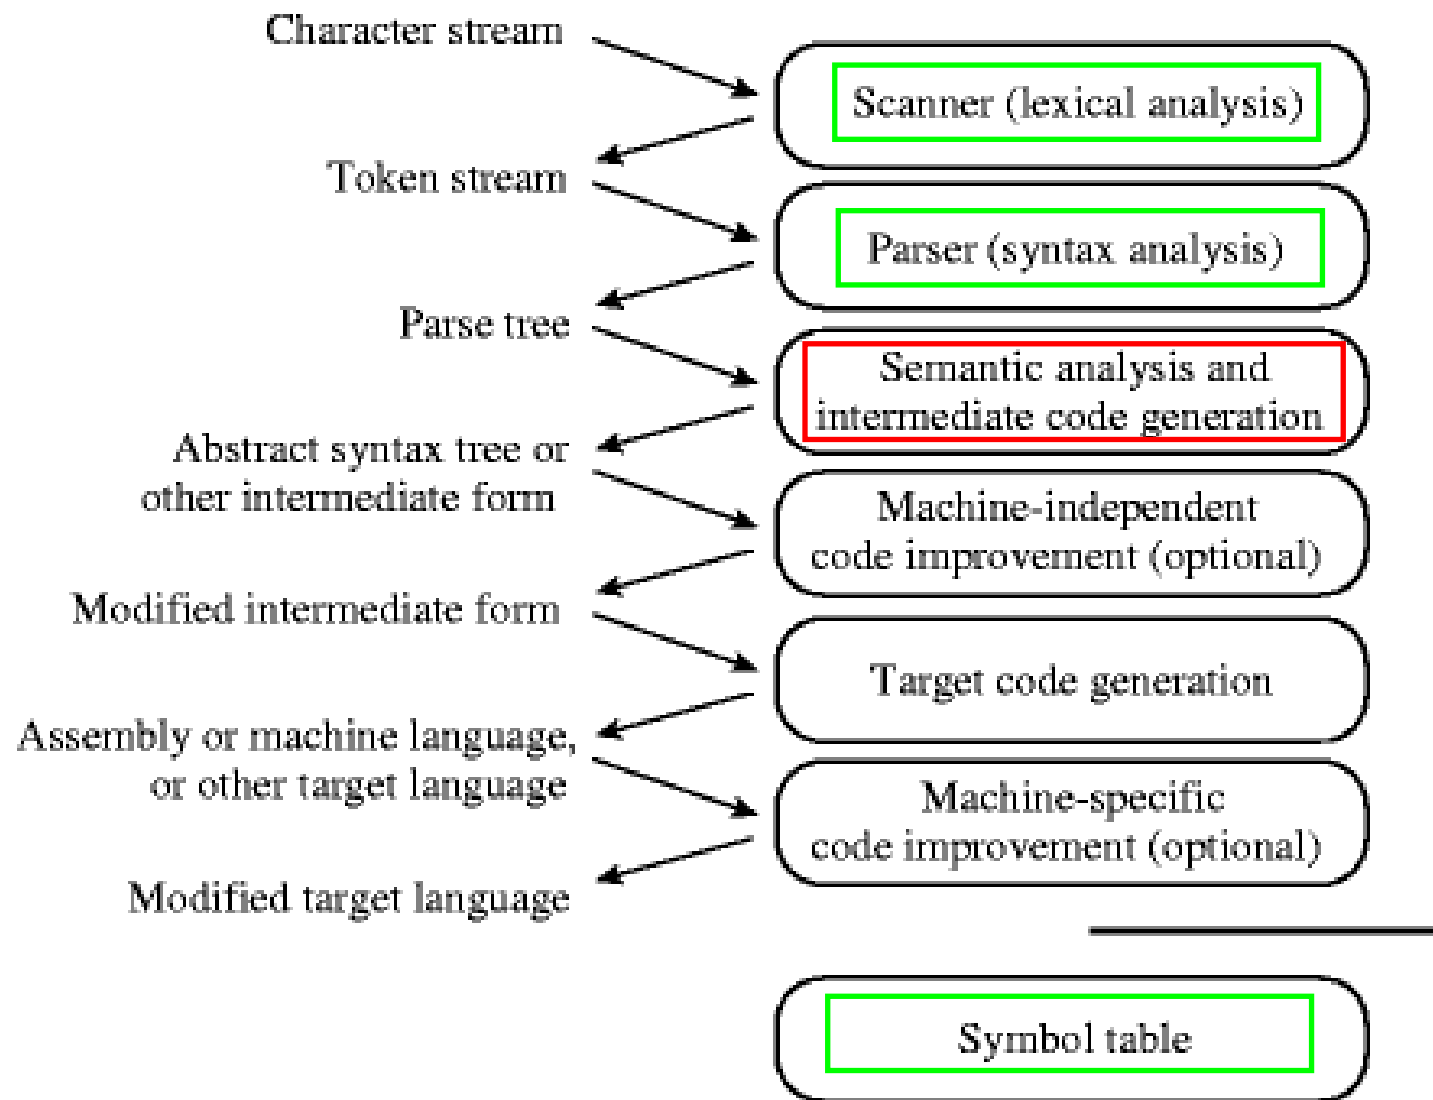 Character stream
Scanner (lexical analysis)
Token stream
Parser (syntax analysis)
Parse tree
Semantic analysis and
intermediate code generation
Abstract syntax tree or
other intermediate form
Machine-independent
code improvement (optional)
Modified intermediate form
Target code generation
Assembly or machine language,
or other target language
Machine-specific
code improvement (optional)
Modified target language
Symbol table